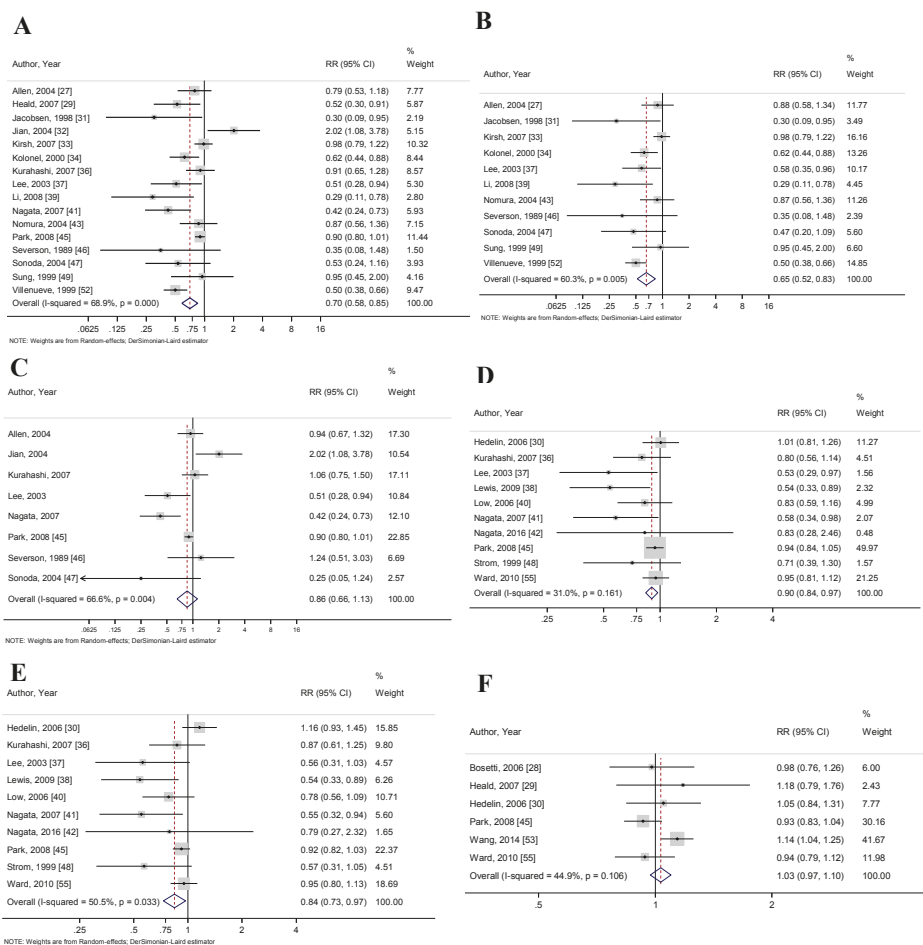 A
%
Author, Year RR (95% CI) Weight
Allen, 2004 [27] 0.79 (0.53, 1.18) 7.77
Heald, 2007 [29] 0.52 (0.30, 0.91) 5.87
Jacobsen, 1998 [31] 0.30 (0.09, 0.95) 2.19
Jian, 2004 [32] 2.02 (1.08, 3.78) 5.15
Kirsh, 2007 [33] 0.98 (0.79, 1.22) 10.32
Kolonel, 2000 [34] 0.62 (0.44, 0.88) 8.44
Kurahashi, 2007 [36] 0.91 (0.65, 1.28) 8.57
Lee, 2003 [37] 0.51 (0.28, 0.94) 5.30
Li, 2008 [39] 0.29 (0.11, 0.78) 2.80
Nagata, 2007 [41] 0.42 (0.24, 0.73) 5.93
Nomura, 2004 [43] 0.87 (0.56, 1.36) 7.15
Park, 2008 [45] 0.90 (0.80, 1.01) 11.44
Severson, 1989 [46] 0.35 (0.08, 1.48) 1.50
Sonoda, 2004 [47] 0.53 (0.24, 1.16) 3.93
Sung, 1999 [49] 0.95 (0.45, 2.00) 4.16
Villenueve, 1999 [52] 0.50 (0.38, 0.66) 9.47
Overall (I-squared = 68.9%, p = 0.000) 0.70 (0.58, 0.85) 100.00
.0625 .125 .25 .5 .75 1 2 4 8 16
NOTE: Weights are from Random-effects; DerSimonian-Laird estimator
B
%
Author, Year RR (95% CI) Weight
Allen, 2004 [27] 0.88 (0.58, 1.34) 11.77
Jacobsen, 1998 [31] 0.30 (0.09, 0.95) 3.49
Kirsh, 2007 [33] 0.98 (0.79, 1.22) 16.16
Kolonel, 2000 [34] 0.62 (0.44, 0.88) 13.26
Lee, 2003 [37] 0.58 (0.35, 0.96) 10.17
Li, 2008 [39] 0.29 (0.11, 0.78) 4.45
Nomura, 2004 [43] 0.87 (0.56, 1.36) 11.26
Severson, 1989 [46] 0.35 (0.08, 1.48) 2.39
Sonoda, 2004 [47] 0.47 (0.20, 1.09) 5.60
Sung, 1999 [49] 0.95 (0.45, 2.00) 6.60
Villenueve, 1999 [52] 0.50 (0.38, 0.66) 14.85
Overall (I-squared = 60.3%, p = 0.005) 0.65 (0.52, 0.83) 100.00
.0625 .125 .25 .5 .7 1 2 4 8 16
NOTE: Weights are from Random-effects; DerSimonian-Laird estimator
C
%
Author, Year RR (95% CI) Weight
Allen, 2004 0.94 (0.67, 1.32) 17.30
Jian, 2004 2.02 (1.08, 3.78) 10.54
Kurahashi, 2007 1.06 (0.75, 1.50) 17.11
Lee, 2003 0.51 (0.28, 0.94) 10.84
Nagata, 2007 0.42 (0.24, 0.73) 12.10
Park, 2008 [45] 0.90 (0.80, 1.01) 22.85
Severson, 1989 [46] 1.24 (0.51, 3.03) 6.69
Sonoda, 2004 [47] 0.25 (0.05, 1.24) 2.57
Overall (I-squared = 66.6%, p = 0.004) 0.86 (0.66, 1.13) 100.00
.0625 .125 .25 .5 .75 1 2 4 8 16
NOTE: Weights are from Random-effects; DerSimonian-Laird estimator
D
%
Author, Year RR (95% CI) Weight
Hedelin, 2006 [30] 1.01 (0.81, 1.26) 11.27
Kurahashi, 2007 [36] 0.80 (0.56, 1.14) 4.51
Lee, 2003 [37] 0.53 (0.29, 0.97) 1.56
Lewis, 2009 [38] 0.54 (0.33, 0.89) 2.32
Low, 2006 [40] 0.83 (0.59, 1.16) 4.99
Nagata, 2007 [41] 0.58 (0.34, 0.98) 2.07
Nagata, 2016 [42] 0.83 (0.28, 2.46) 0.48
Park, 2008 [45] 0.94 (0.84, 1.05) 49.97
Strom, 1999 [48] 0.71 (0.39, 1.30) 1.57
Ward, 2010 [55] 0.95 (0.81, 1.12) 21.25
Overall (I-squared = 31.0%, p = 0.161) 0.90 (0.84, 0.97) 100.00
.25 .5 .75 1 2 4
E
%
Author, Year RR (95% CI) Weight
Hedelin, 2006 [30] 1.16 (0.93, 1.45) 15.85
Kurahashi, 2007 [36] 0.87 (0.61, 1.25) 9.80
Lee, 2003 [37] 0.56 (0.31, 1.03) 4.57
Lewis, 2009 [38] 0.54 (0.33, 0.89) 6.26
Low, 2006 [40] 0.78 (0.56, 1.09) 10.71
Nagata, 2007 [41] 0.55 (0.32, 0.94) 5.60
Nagata, 2016 [42] 0.79 (0.27, 2.32) 1.65
Park, 2008 [45] 0.92 (0.82, 1.03) 22.37
Strom, 1999 [48] 0.57 (0.31, 1.05) 4.51
Ward, 2010 [55] 0.95 (0.80, 1.13) 18.69
Overall (I-squared = 50.5%, p = 0.033) 0.84 (0.73, 0.97) 100.00
.25 .5 .75 1 2 4
NOTE: Weights are from Random-effects; DerSimonian-Laird estimator
F
%
Author, Year RR (95% CI) Weight
Bosetti, 2006 [28] 0.98 (0.76, 1.26) 6.00
Heald, 2007 [29] 1.18 (0.79, 1.76) 2.43
Hedelin, 2006 [30] 1.05 (0.84, 1.31) 7.77
Park, 2008 [45] 0.93 (0.83, 1.04) 30.16
Wang, 2014 [53] 1.14 (1.04, 1.25) 41.67
Ward, 2010 [55] 0.94 (0.79, 1.12) 11.98
Overall (I-squared = 44.9%, p = 0.106) 1.03 (0.97, 1.10) 100.00
.5 1 2